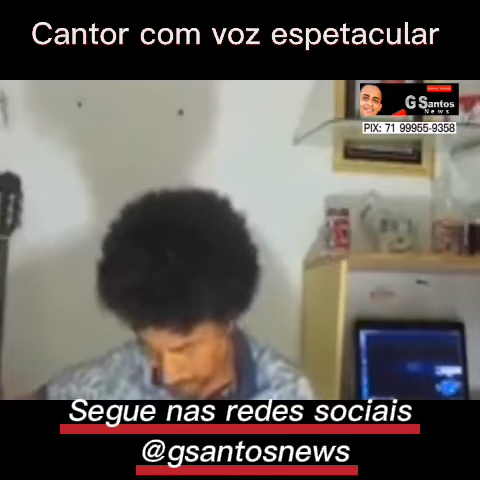 Cantor com voz espetacular
G Santos
News
PIX: 71 99955-9358
Segue nas redes sociais
@gsantosnews